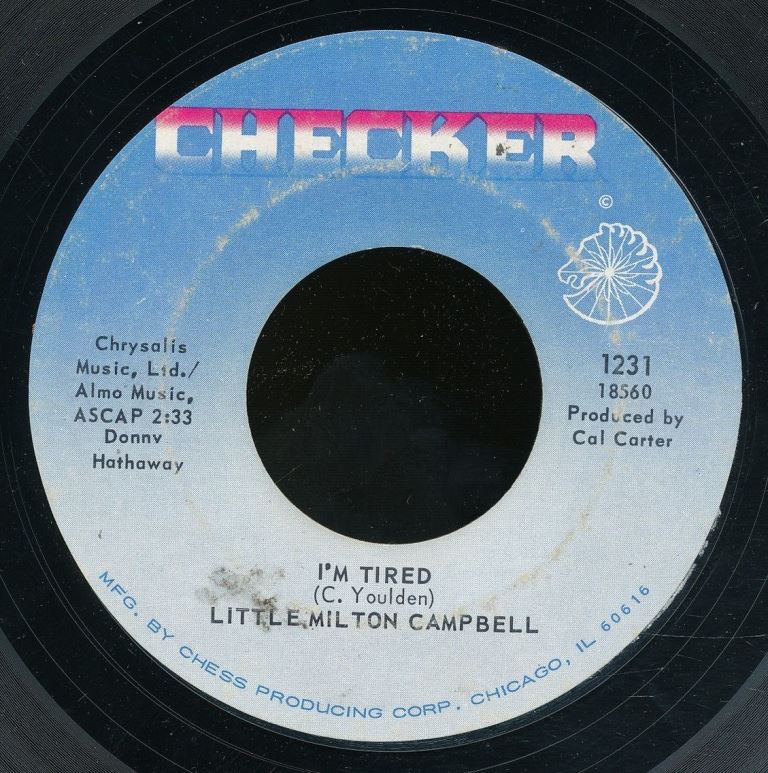 CHECKER
©
Chrysalis
Music, Ltd./
Almo Music,
ASCAP 2:33
Donny
Hathaway
1231
18560
Produced by
Cal Carter
I'M TIRED
(C. Youlden)
LITTLE MILTON CAMPBELL
MFG. BY CHESS PRODUCING CORP. CHICAGO, IL 60616